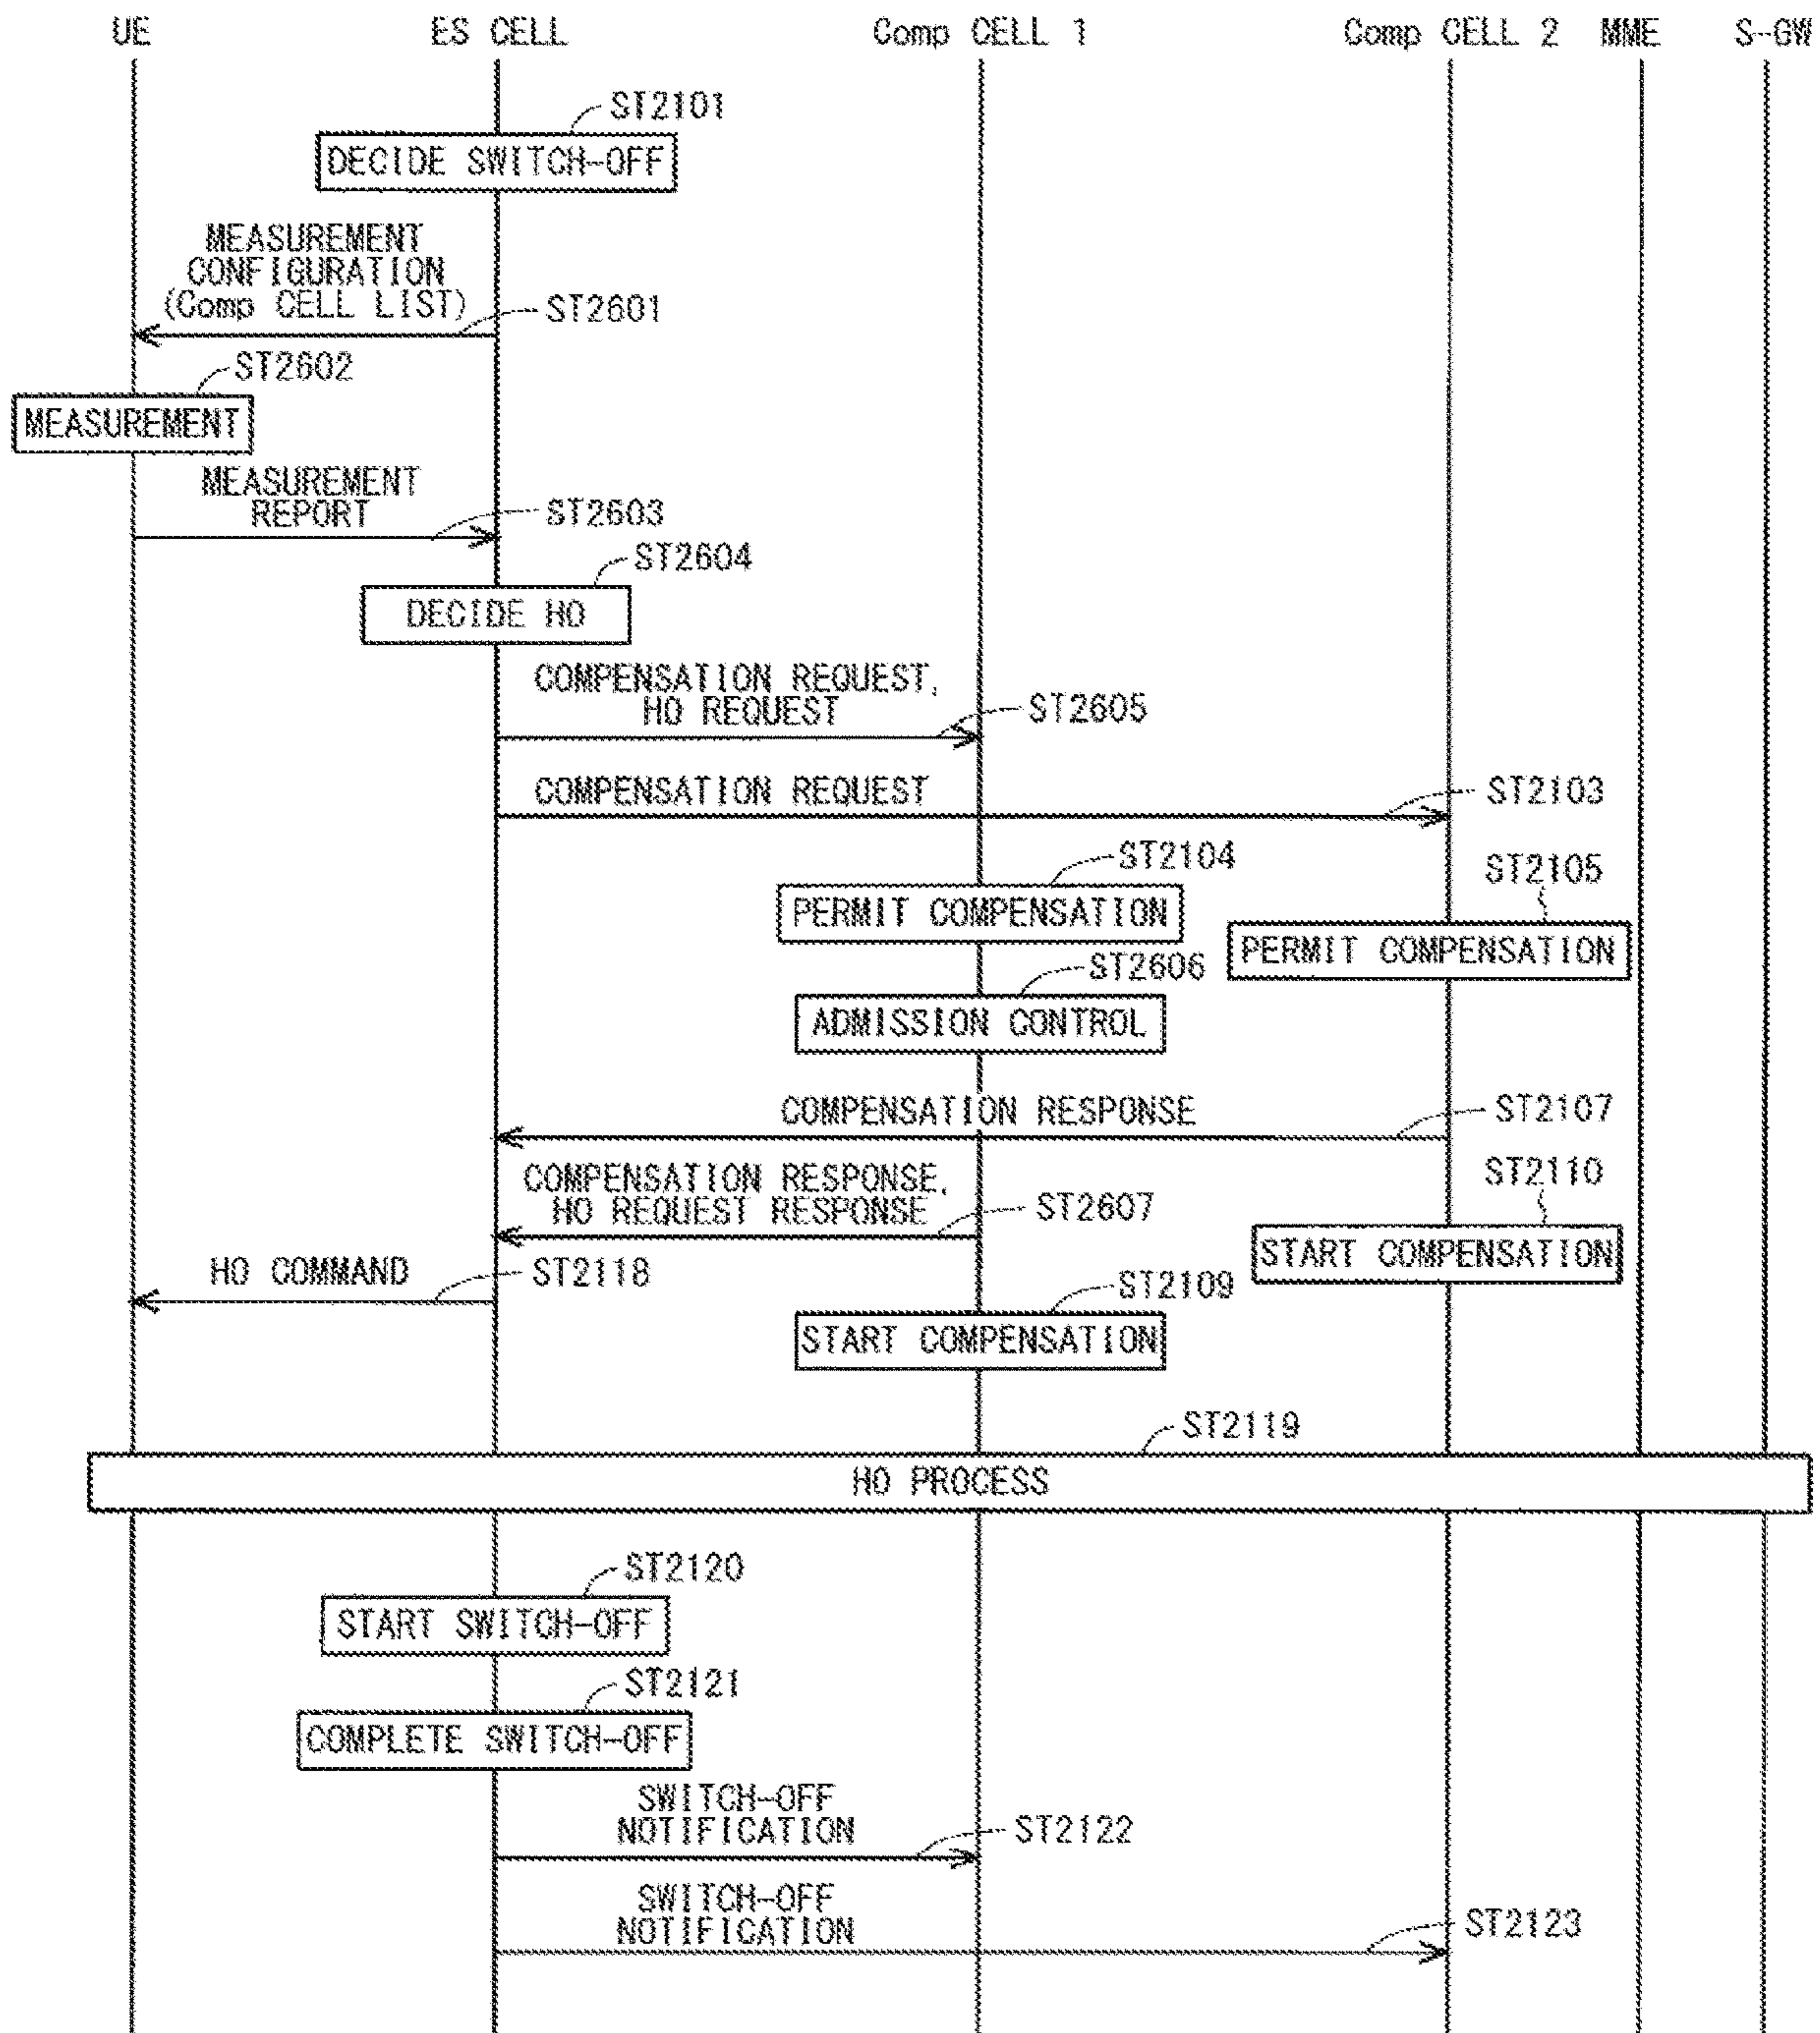 UE
ES CELL
Comp CELL 1
Comp CELL 2
MME
S-GW
ST2101
DECIDE SWITCH-OFF
MEASUREMENT
CONFIGURATION
(Comp CELL LIST)
ST2601
ST2602
MEASUREMENT
MEASUREMENT
REPORT
ST2603
ST2604
DECIDE HO
COMPENSATION REQUEST,
HO REQUEST
ST2605
COMPENSATION REQUEST
ST2103
ST2104
PERMIT COMPENSATION
ST2105
PERMIT COMPENSATION
ST2606
ADMISSION CONTROL
COMPENSATION RESPONSE
ST2107
COMPENSATION RESPONSE,
HO REQUEST RESPONSE
ST2607
ST2110
START COMPENSATION
HO COMMAND
ST2118
ST2109
START COMPENSATION
ST2119
HO PROCESS
ST2120
START SWITCH-OFF
ST2121
COMPLETE SWITCH-OFF
SWITCH-OFF
NOTIFICATION
ST2122
SWITCH-OFF
NOTIFICATION
ST2123